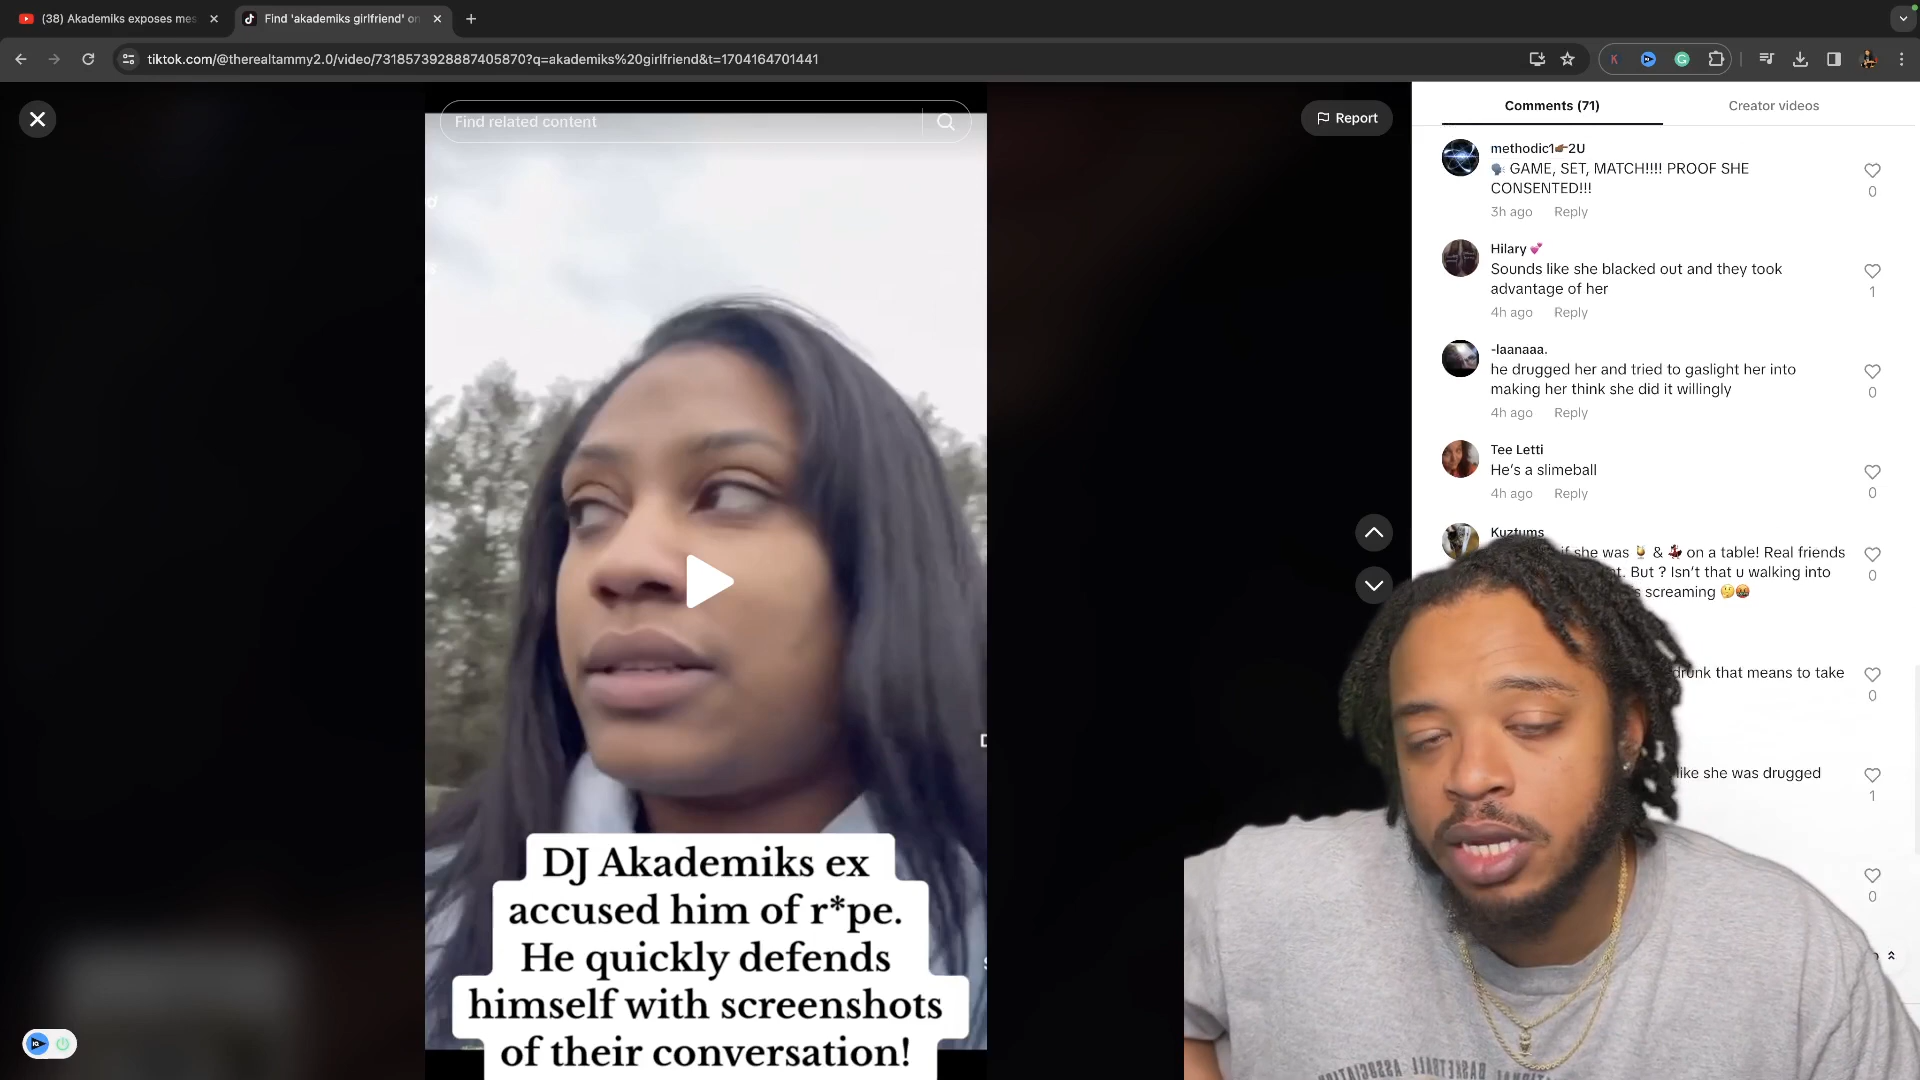 (38) Akademiks exposes mes
Find 'akademiks girlfriend' on
tiktok.com/@therealtammy2.0/video/7318573928887405870?q=akademiks%20girlfriend&t=1704164701441
Find related content
Report
DJ Akademiks ex
accused him of r*pe.
He quickly defends
himself with screenshots
of their conversation!
Comments (71)
Creator videos
methodic1👉🏾2U
🗣️ GAME, SET, MATCH!!!! PROOF SHE
CONSENTED!!!
0
3h ago Reply
Hilary 💕
Sounds like she blacked out and they took
advantage of her
1
4h ago Reply
-laanaaa.
he drugged her and tried to gaslight her into
making her think she did it willingly
0
4h ago Reply
Tee Letti
He's a slimeball
4h ago Reply
0
Kuztums
if she was 🍹 & 💃🏾 on a table! Real friends
But ? Isn't that u walking into
0
screaming 🤔🤬
drunk that means to take
0
like she was drugged
1
0